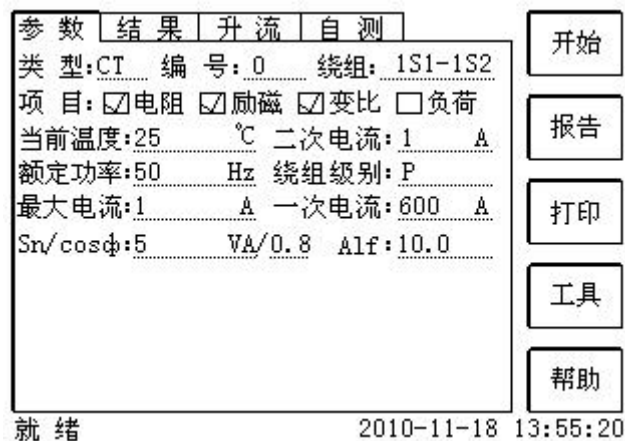 参 数 结 果 升 流 自 测
类 型:CT 编 号:0 绕组: 1S1-1S2
项 目:☑电阻 ☑励磁 ☑变比 ☐负荷
当前温度:25 ℃ 二次电流:1 A
额定功率:50 Hz 绕组级别:P
最大电流:1 A 一次电流:600 A
Sn/cosф:5 VA/0.8 Alf:10.0
开始
报告
打印
工具
帮助
就 绪 2010-11-18 13:55:20